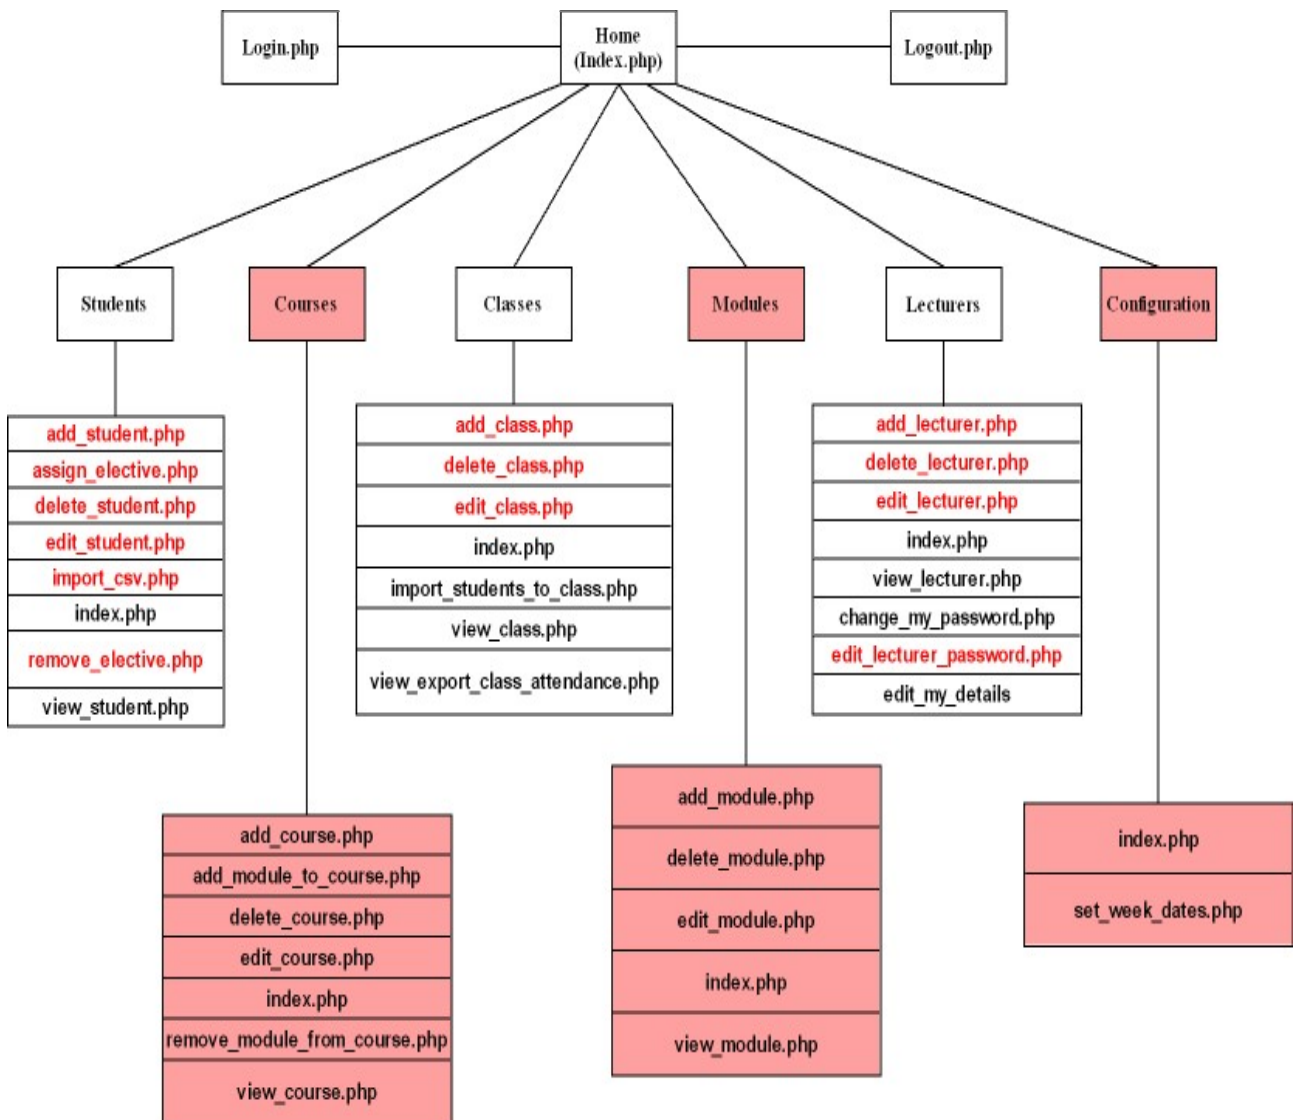 Login.php
Home
(Index.php)
Logout.php
Students
Courses
Classes
Modules
Lecturers
Configuration
add_student.php
assign_elective.php
delete_student.php
edit_student.php
import_csv.php
index.php
remove_elective.php
view_student.php
add_class.php
delete_class.php
edit_class.php
index.php
import_students_to_class.php
view_class.php
view_export_class_attendance.php
add_lecturer.php
delete_lecturer.php
edit_lecturer.php
index.php
view_lecturer.php
change_my_password.php
edit_lecturer_password.php
edit_my_details
add_course.php
add_module_to_course.php
delete_course.php
edit_course.php
index.php
remove_module_from_course.php
view_course.php
add_module.php
delete_module.php
edit_module.php
index.php
view_module.php
index.php
set_week_dates.php